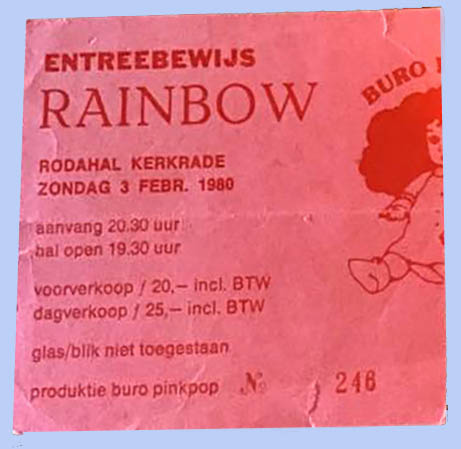 ENTREEBEWIJS
RAINBOW
BURO
RODAHAL KERKRADE
ZONDAG 3 FEBR. 1980
aanvang 20.30 uur
hal open 19.30 uur
voorverkoop / 20,— incl. BTW
dagverkoop / 25,— incl. BTW
glas/blik niet toegestaan
produktie buro pinkpop № 246